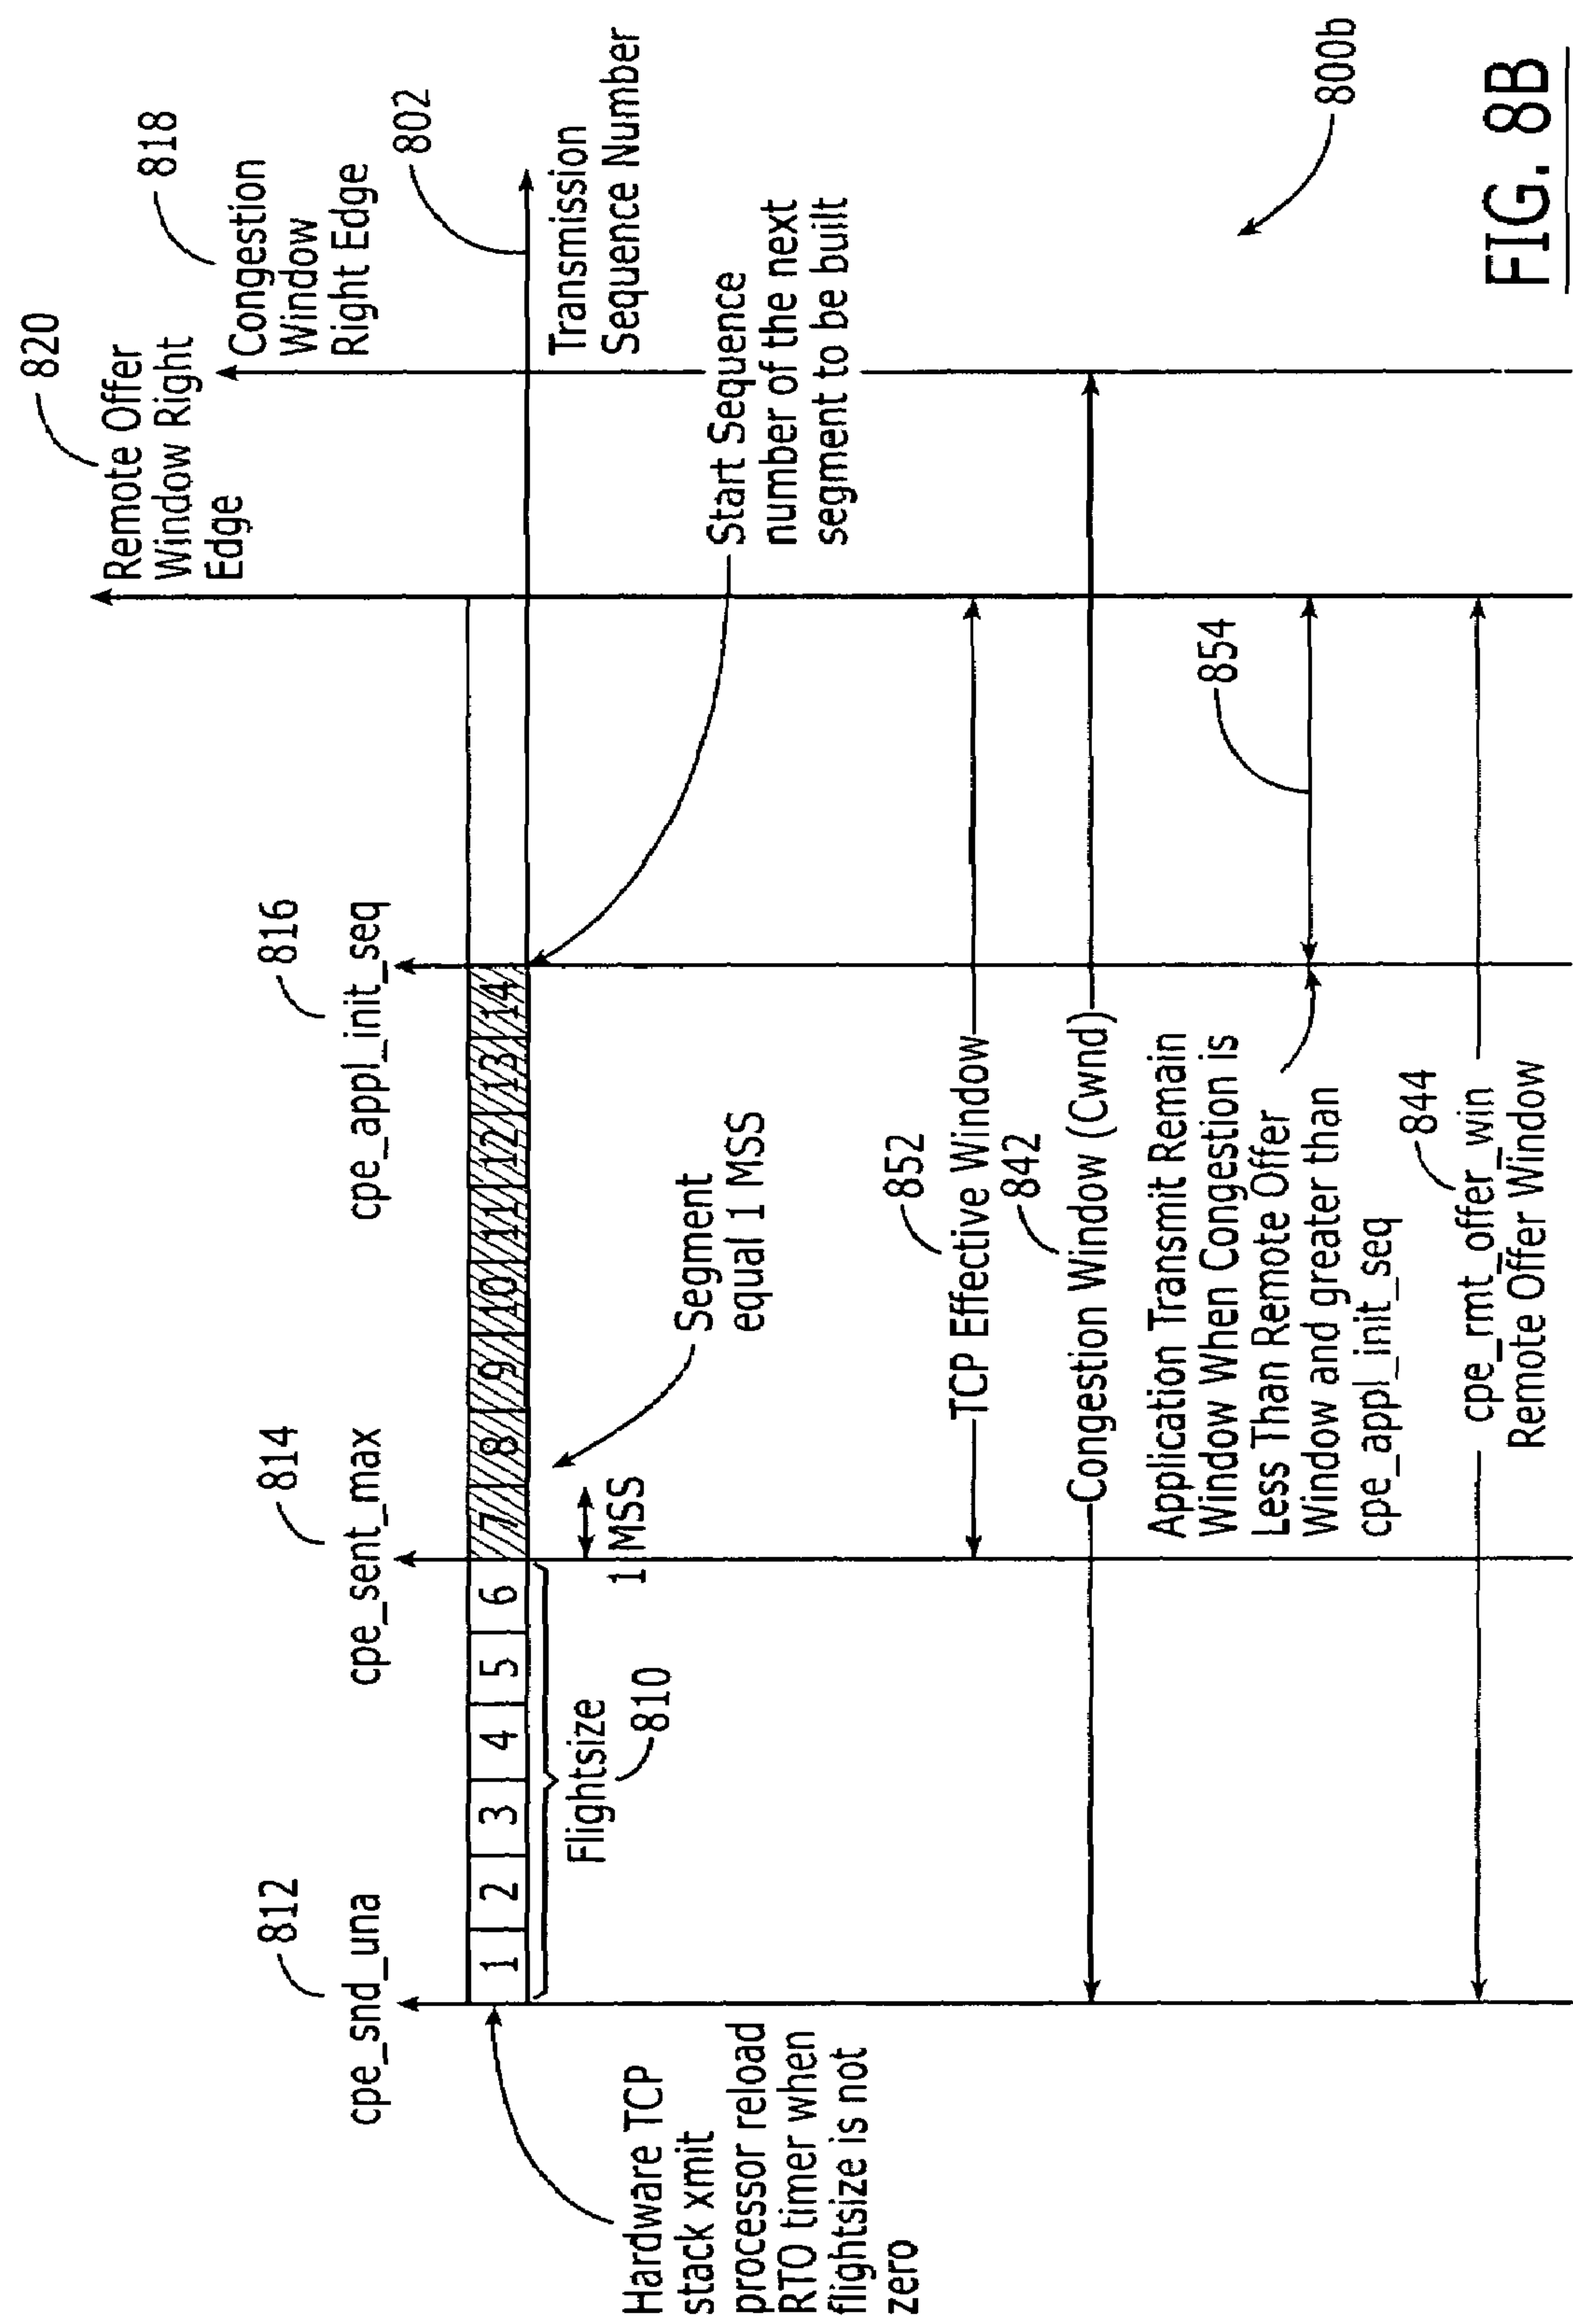 820
Remote Offer
Window Right
Edge
818
Congestion
Window
Right Edge
812
cpe_snd_una
814
cpe_sent_max
816
cpe_appl_init_seq
802
1 2 3 4 5 6 7 8 9 10 11 12 13 14
Transmission
Sequence Number
Flightsize
810
1 MSS
Segment
equal 1 MSS
Start Sequence
number of the next
segment to be built
Hardware TCP
stack xmit
processor reload
RTO timer when
flightsize is not
zero
852
TCP Effective Window
842
Congestion Window (Cwnd)
Application Transmit Remain
Window When Congestion is
Less Than Remote Offer
Window and greater than
cpe_appl_init_seq
854
844
cpe_rmt_offer_win
Remote Offer Window
800b
FIG. 8B